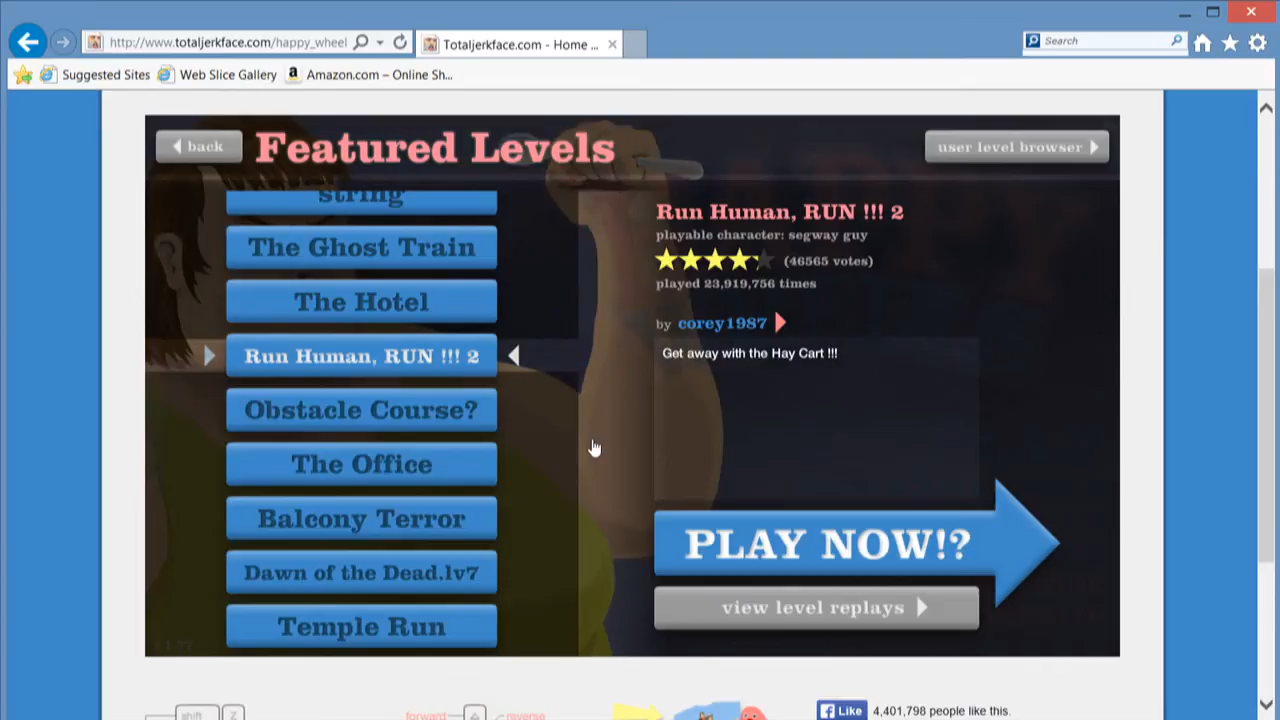 http://www.totaljerkface.com/happy_wheel
Totaljerkface.com - Home ...
Search
Suggested Sites
Web Slice Gallery
Amazon.com – Online Sh...
back
Featured Levels
user level browser
string
The Ghost Train
The Hotel
Run Human, RUN !!! 2
Obstacle Course?
The Office
Balcony Terror
Dawn of the Dead.lv7
Temple Run
Run Human, RUN !!! 2
playable character: segway guy
(46565 votes)
played 23,919,756 times
by corey1987
Get away with the Hay Cart !!!
PLAY NOW!?
view level replays
shift
Z
forward
reverse
Like
4,401,798 people like this.